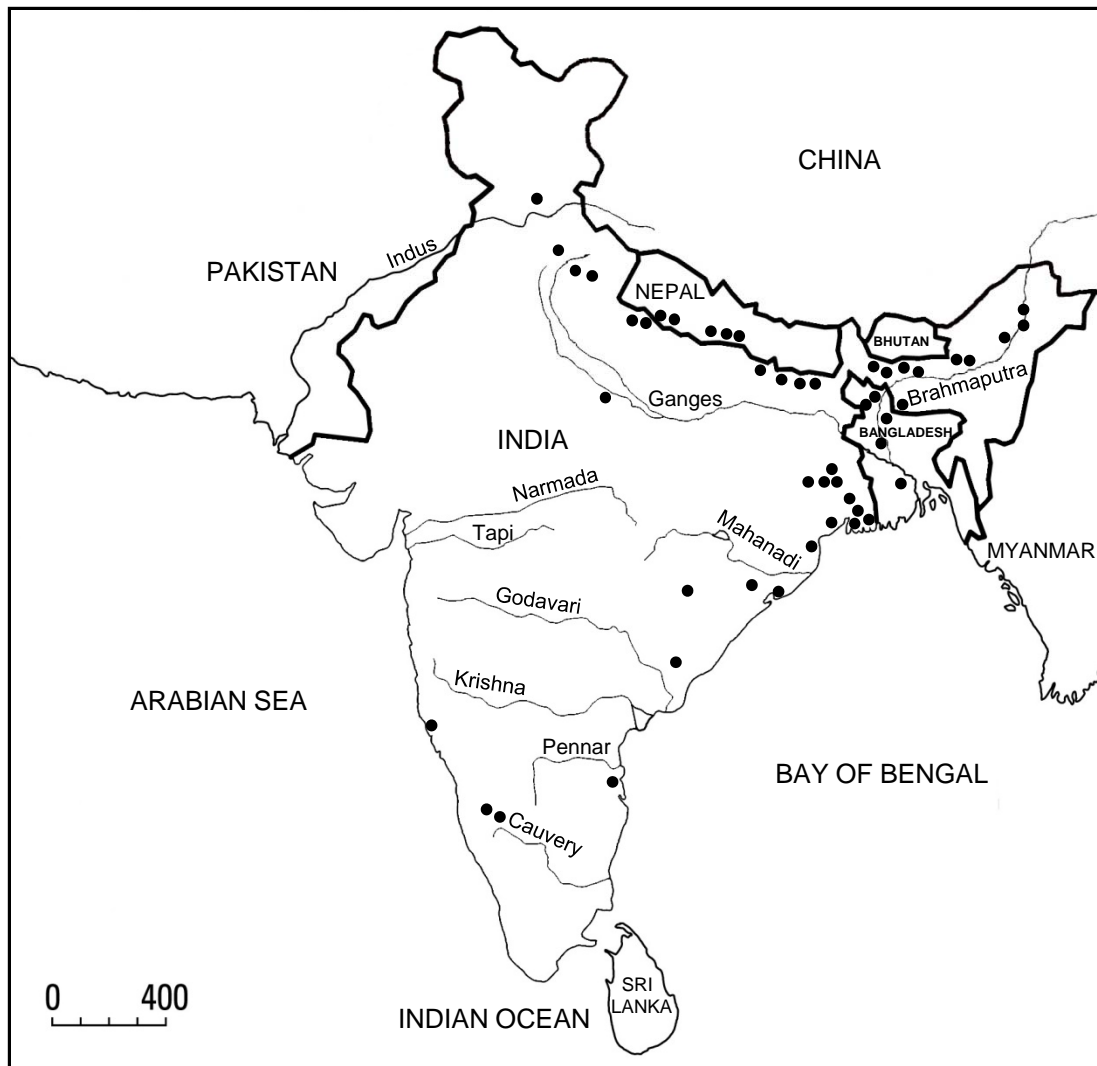 CHINA
Indus
PAKISTAN
NEPAL
BHUTAN
Brahmaputra
Ganges
BANGLADESH
INDIA
Narmada
Tapi
Mahanadi
MYANMAR
Godavari
Krishna
ARABIAN SEA
Pennar
BAY OF BENGAL
Cauvery
SRI
LANKA
0 400
INDIAN OCEAN